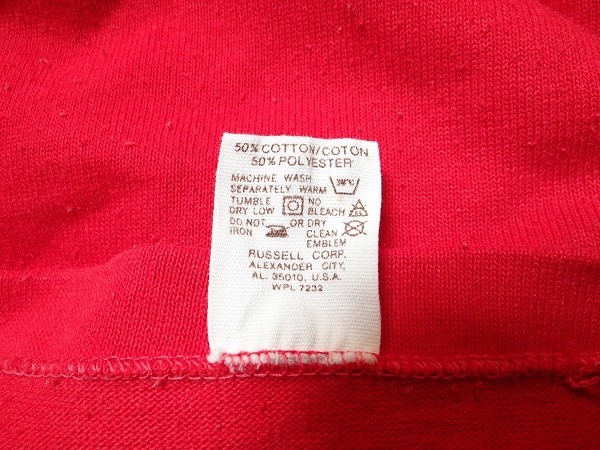 50% COTTON/COTON
50% POLYESTER
MACHINE WASH
SEPARATELY WARM
TUMBLE NO
DRY LOW BLEACH
DO NOT OR DRY
IRON CLEAN
EMBLEM
RUSSELL CORP.
ALEXANDER CITY,
AL. 35010, U.S.A.
WPL 7232